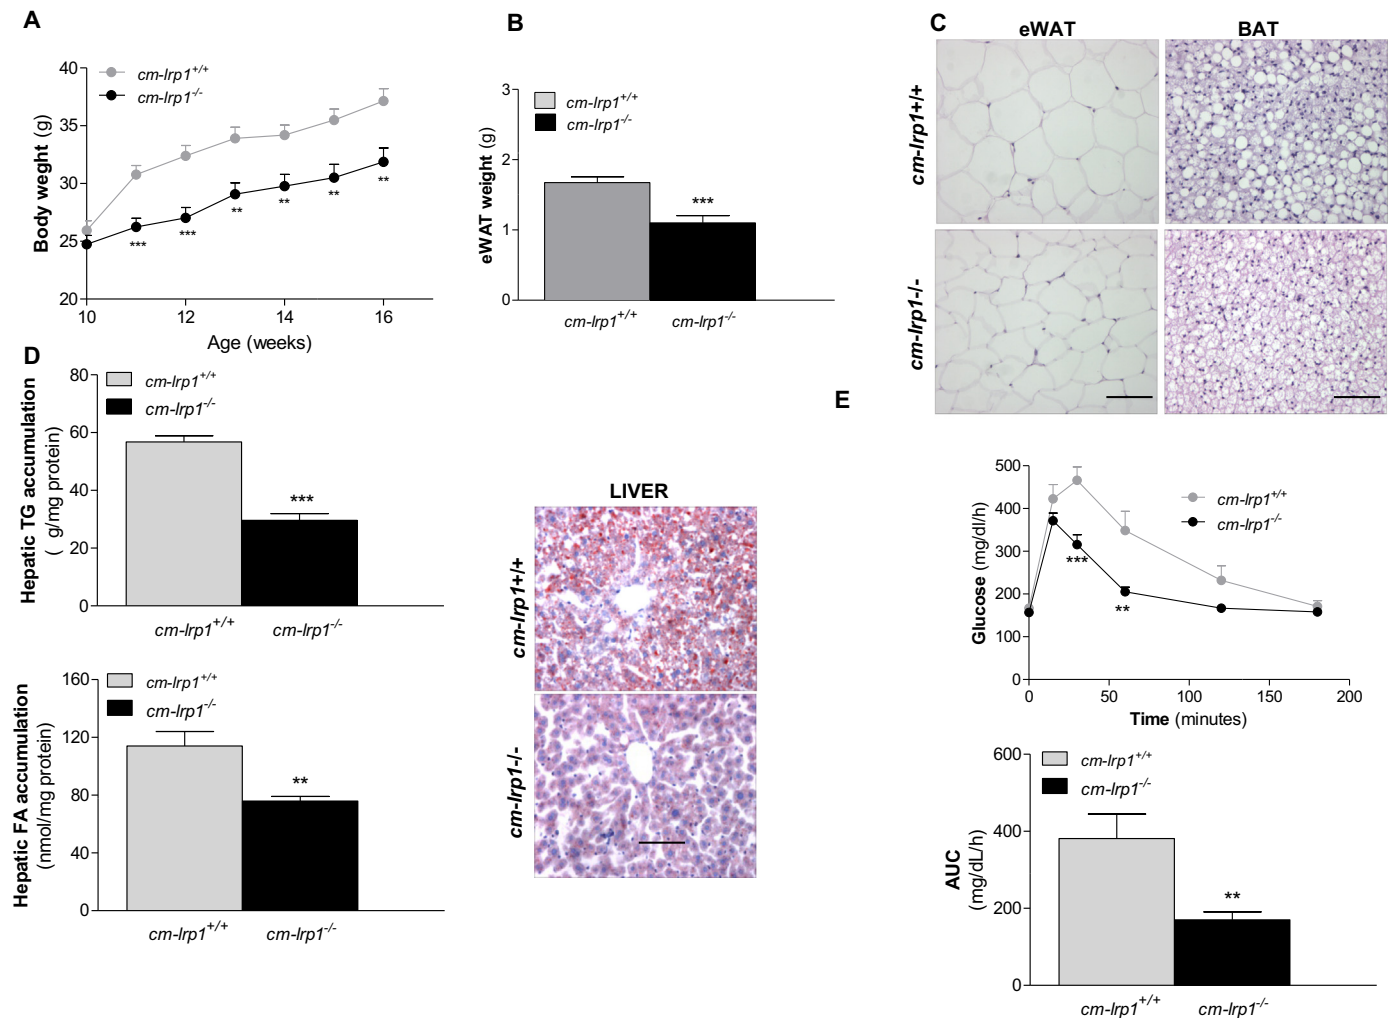 A
40
35
30
25
20
Body weght (g)
cm-lrp1+/+
cm-lrp1-/-
***
***
**
**
**
**
10
12
14
16
Age (weeks)
B
3
2
1
0
eWAT weight (g)
cm-lrp1+/+
cm-lrp1-/-
***
cm-lrp1+/+
cm-lrp1-/-
C
eWAT
BAT
cm-lrp1+/+
cm-lrp1-/-
D
80
60
40
20
0
Hepatic TG accumulation
( g/mg protein)
cm-lrp1+/+
cm-lrp1-/-
***
cm-lrp1+/+
cm-lrp1-/-
160
120
80
40
0
Hepatic FA accumulation
(nmol/mg protein)
cm-lrp1+/+
cm-lrp1-/-
**
cm-lrp1+/+
cm-lrp1-/-
LIVER
cm-lrp1+/+
cm-lrp1-/-
E
500
400
300
200
100
0
Glucose (mg/dl/h)
cm-lrp1+/+
cm-lrp1-/-
***
**
0
50
100
150
200
Time (minutes)
600
400
200
0
AUC
(mg/dL/h)
cm-lrp1+/+
cm-lrp1-/-
**
cm-lrp1+/+
cm-lrp1-/-